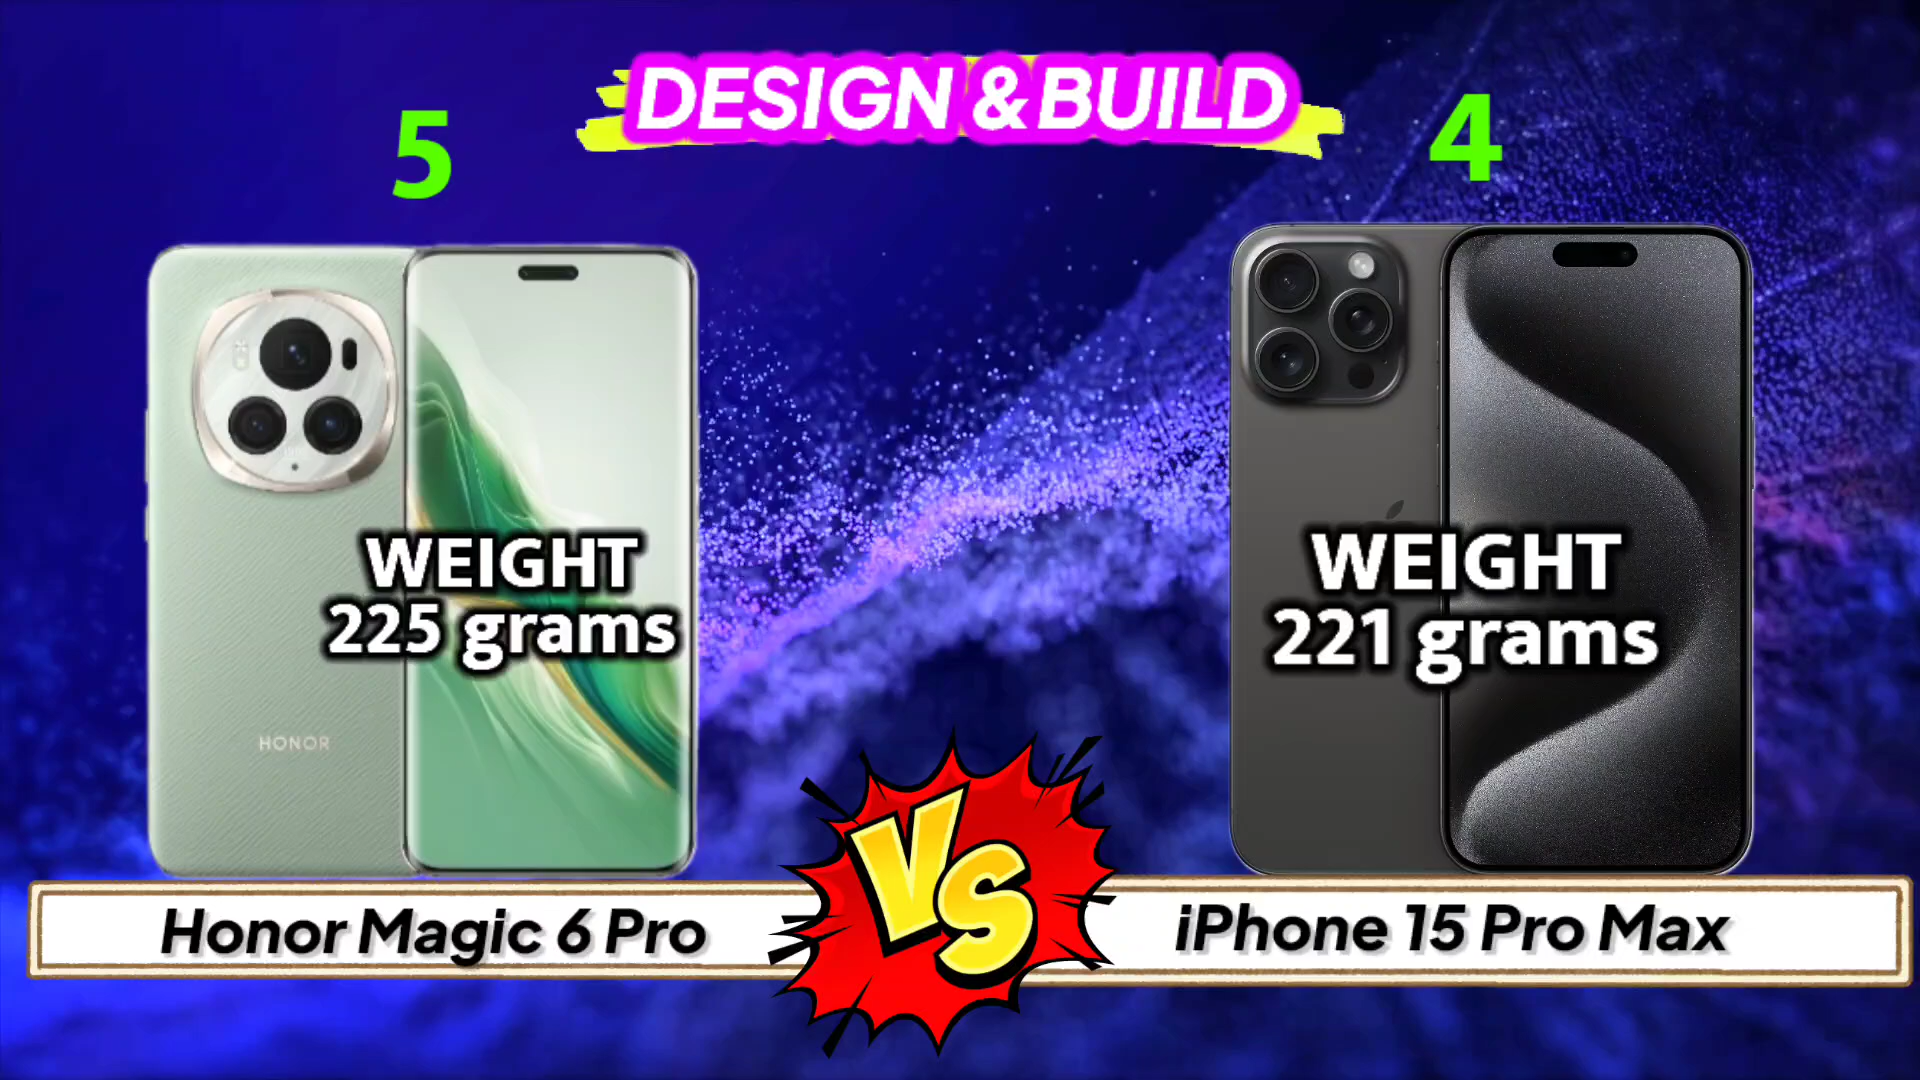 DESIGN & BUILD
5
4
WEIGHT
225 grams
WEIGHT
221 grams
HONOR
VS
Honor Magic 6 Pro
iPhone 15 Pro Max